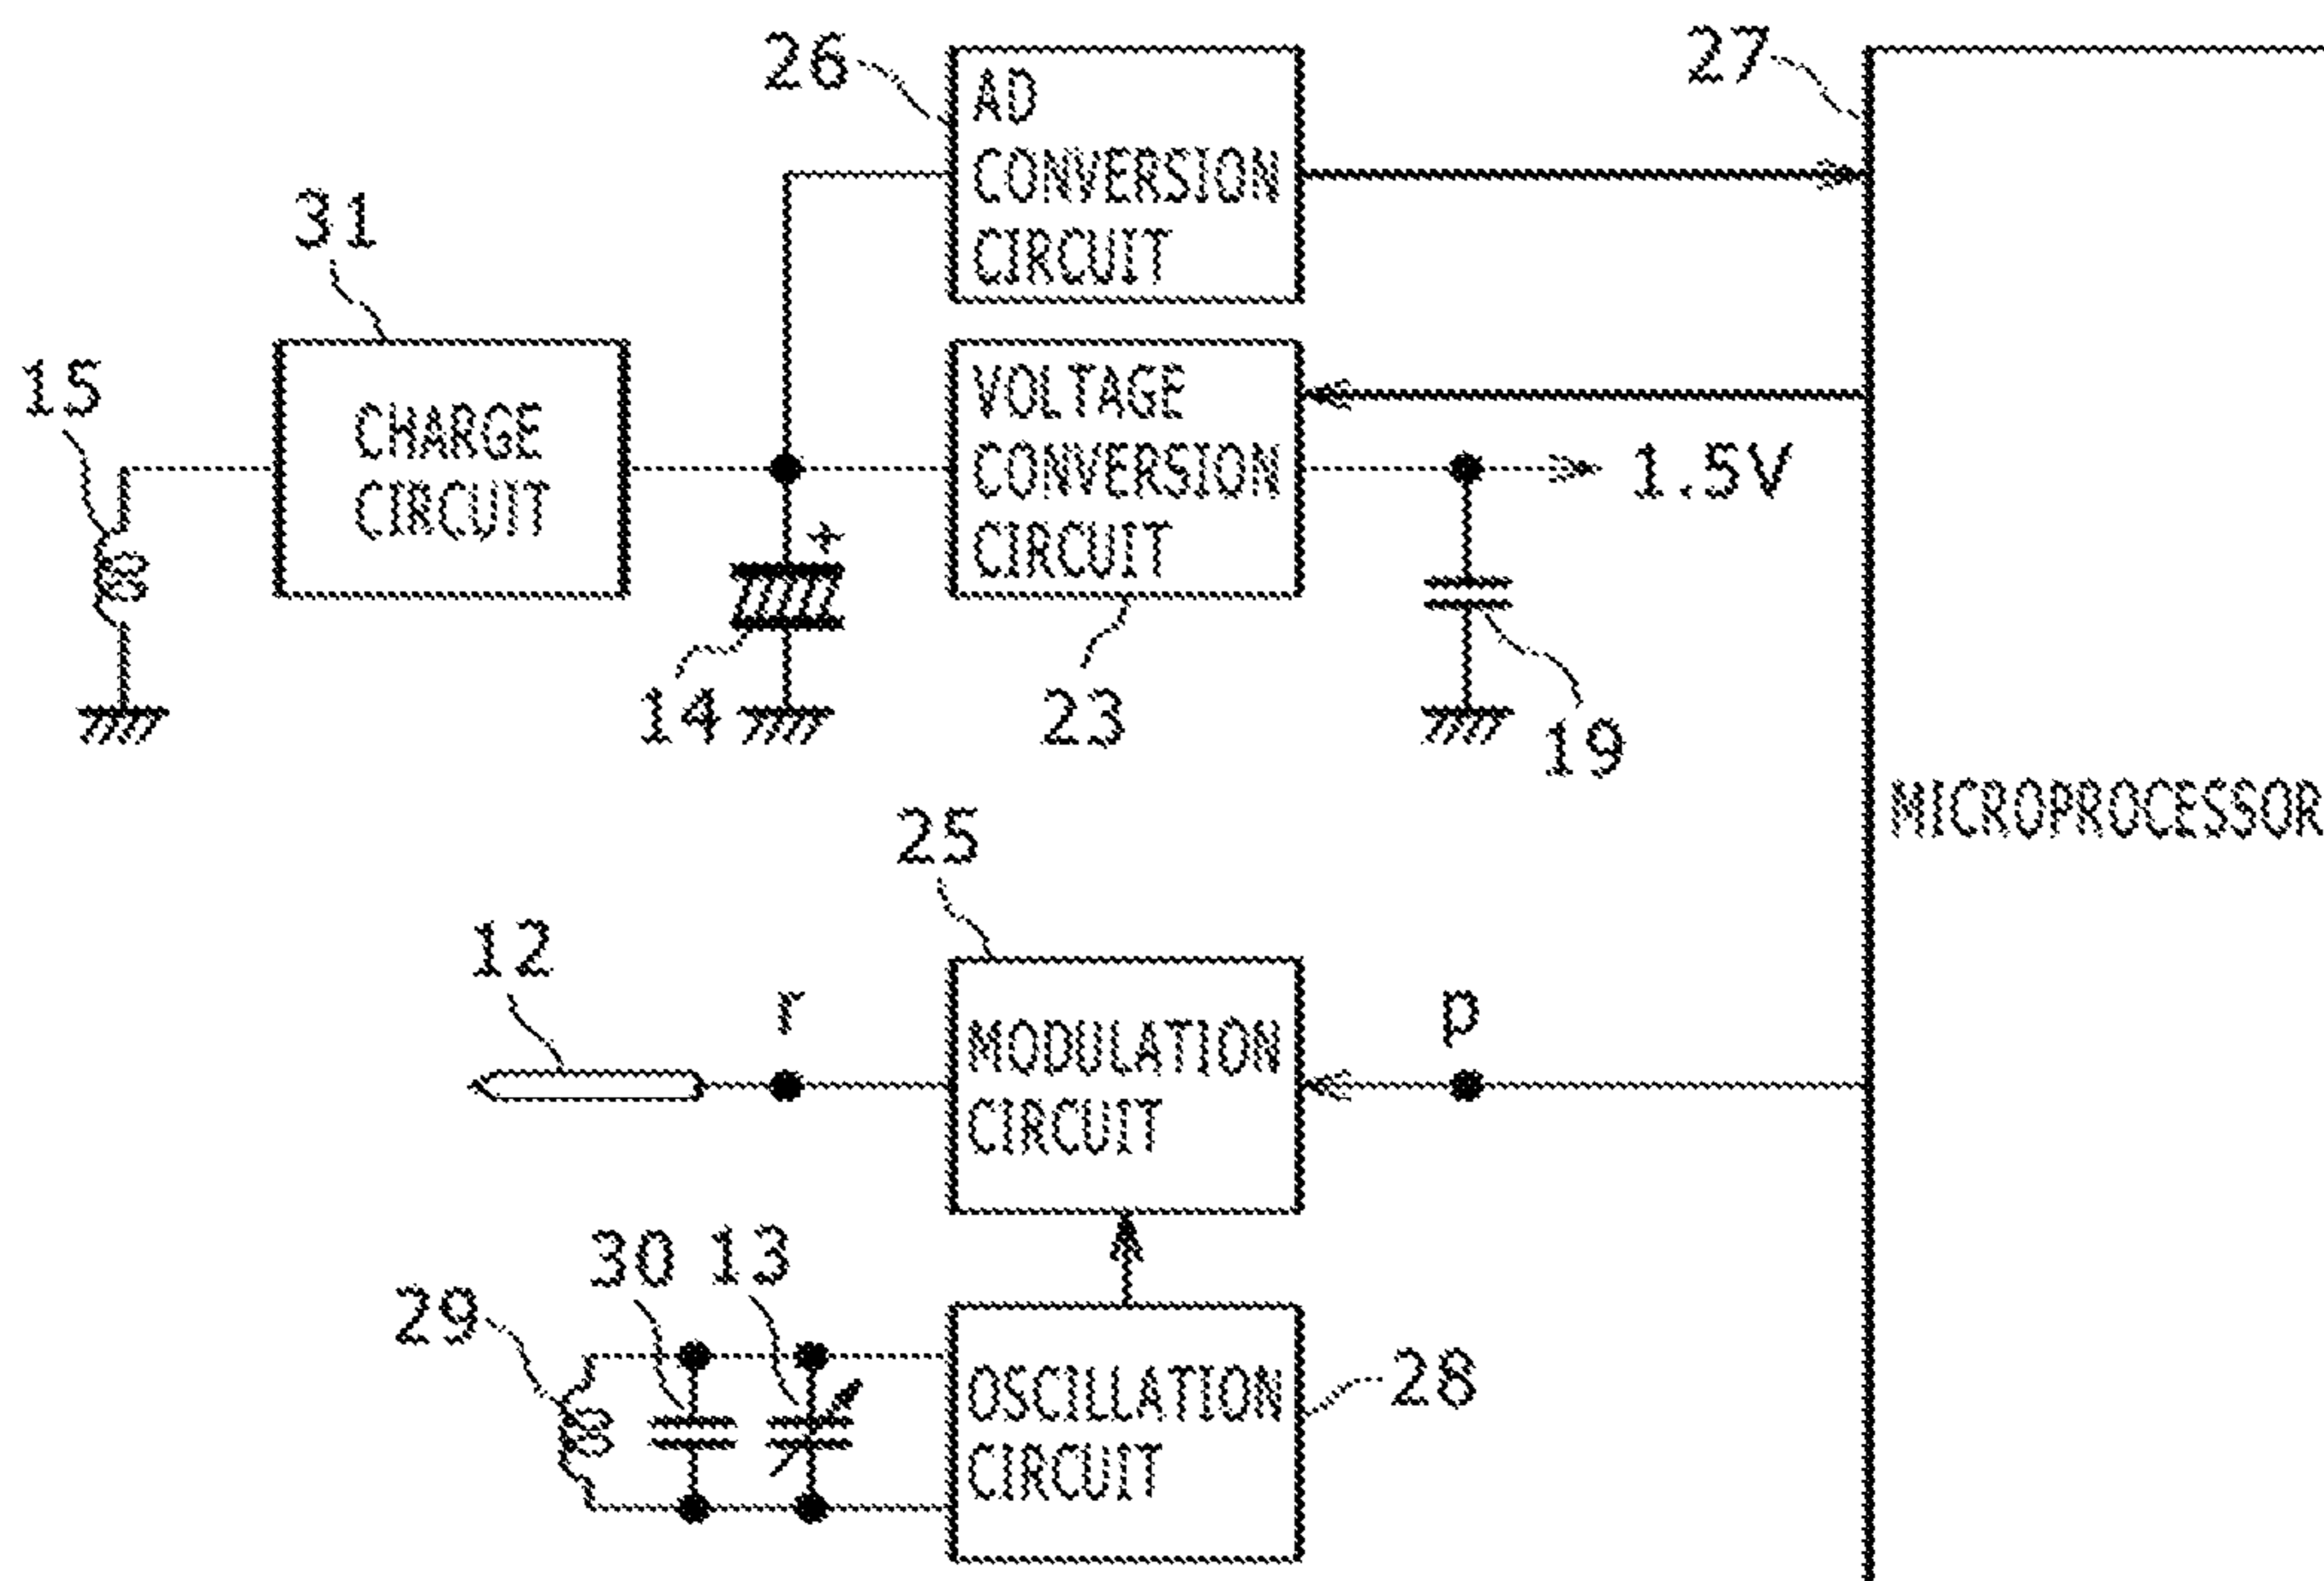 26
AD
CONVERSION
CIRCUIT
27
31
15
CHARGE
CIRCUIT
VOLTAGE
CONVERSION
CIRCUIT
1.5V
+
14
23
19
MICROPROCESSOR
25
12
r
MODULATION
CIRCUIT
p
30
13
29
OSCILLATION
CIRCUIT
28